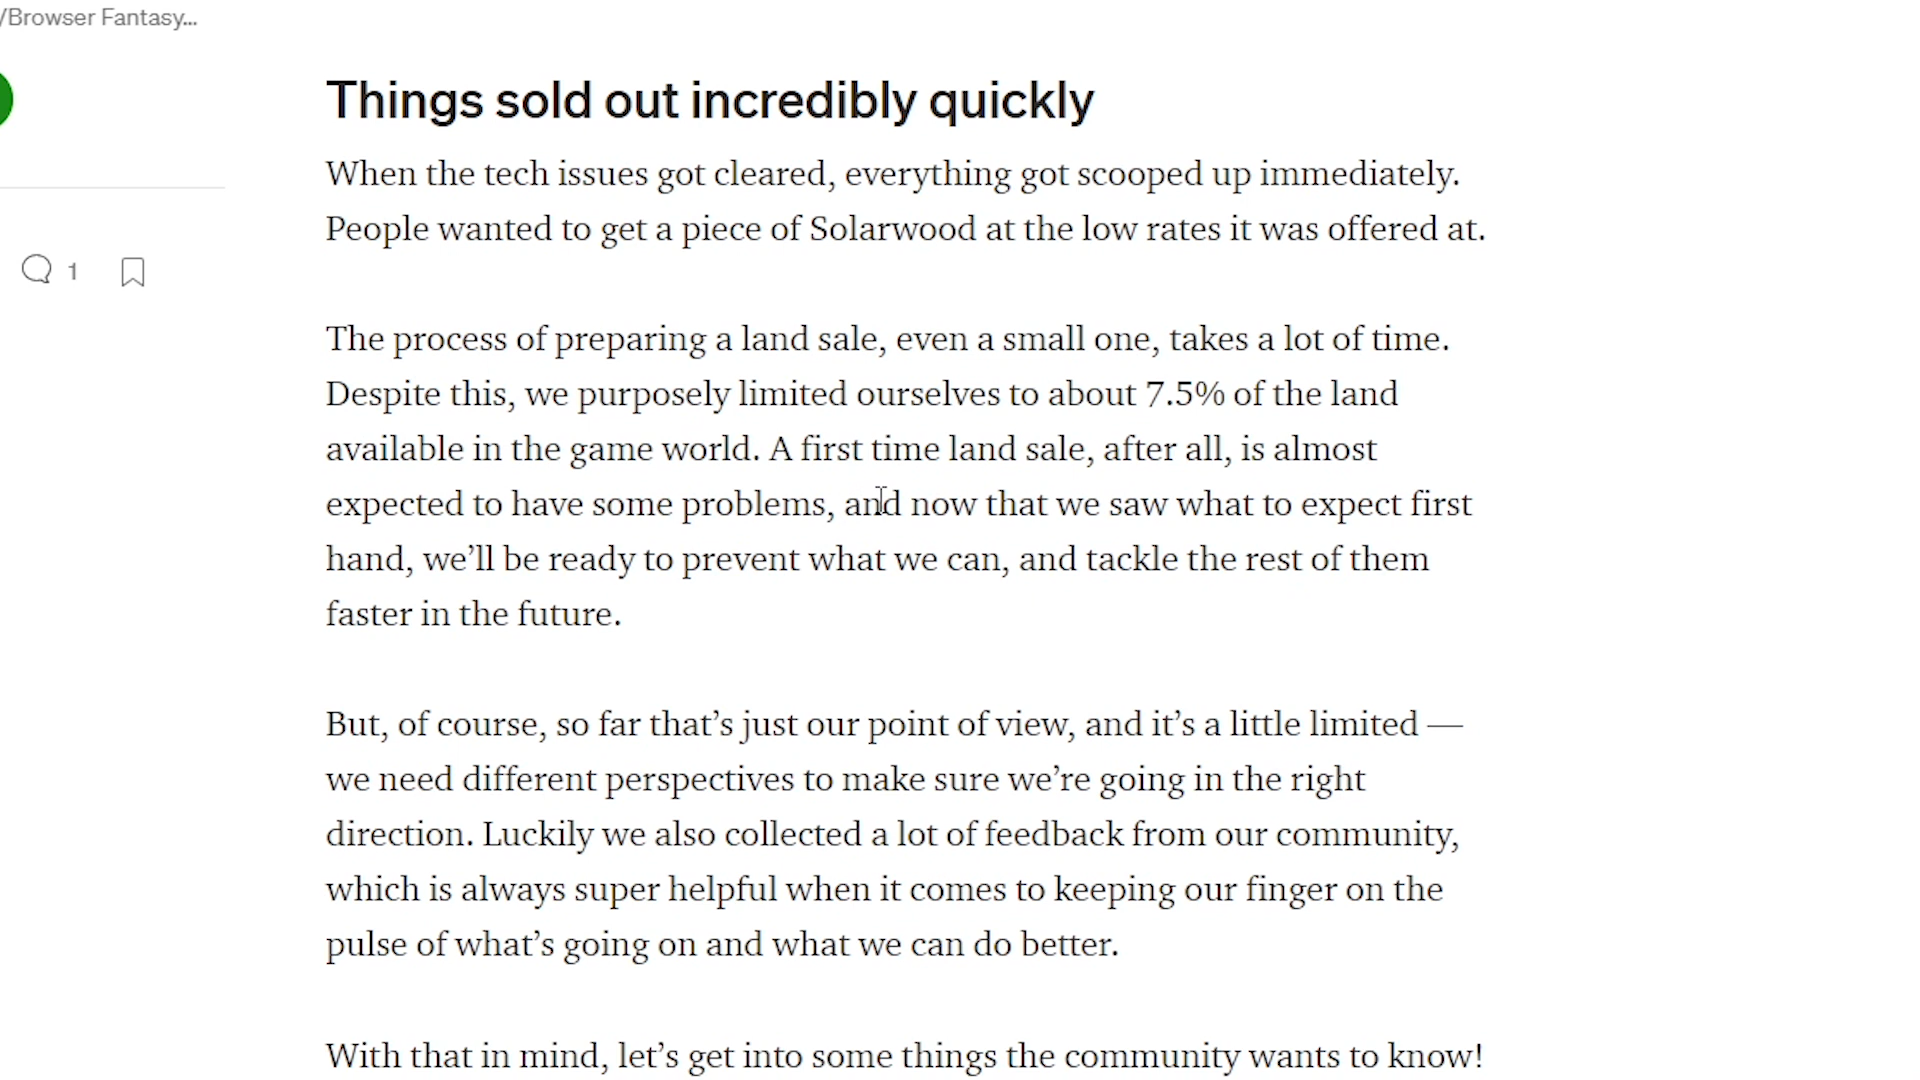 /Browser Fantasy...
Things sold out incredibly quickly
When the tech issues got cleared, everything got scooped up immediately.
People wanted to get a piece of Solarwood at the low rates it was offered at.
1
The process of preparing a land sale, even a small one, takes a lot of time.
Despite this, we purposely limited ourselves to about 7.5% of the land
available in the game world. A first time land sale, after all, is almost
expected to have some problems, and now that we saw what to expect first
hand, we’ll be ready to prevent what we can, and tackle the rest of them
faster in the future.
But, of course, so far that’s just our point of view, and it’s a little limited —
we need different perspectives to make sure we’re going in the right
direction. Luckily we also collected a lot of feedback from our community,
which is always super helpful when it comes to keeping our finger on the
pulse of what’s going on and what we can do better.
With that in mind, let’s get into some things the community wants to know!